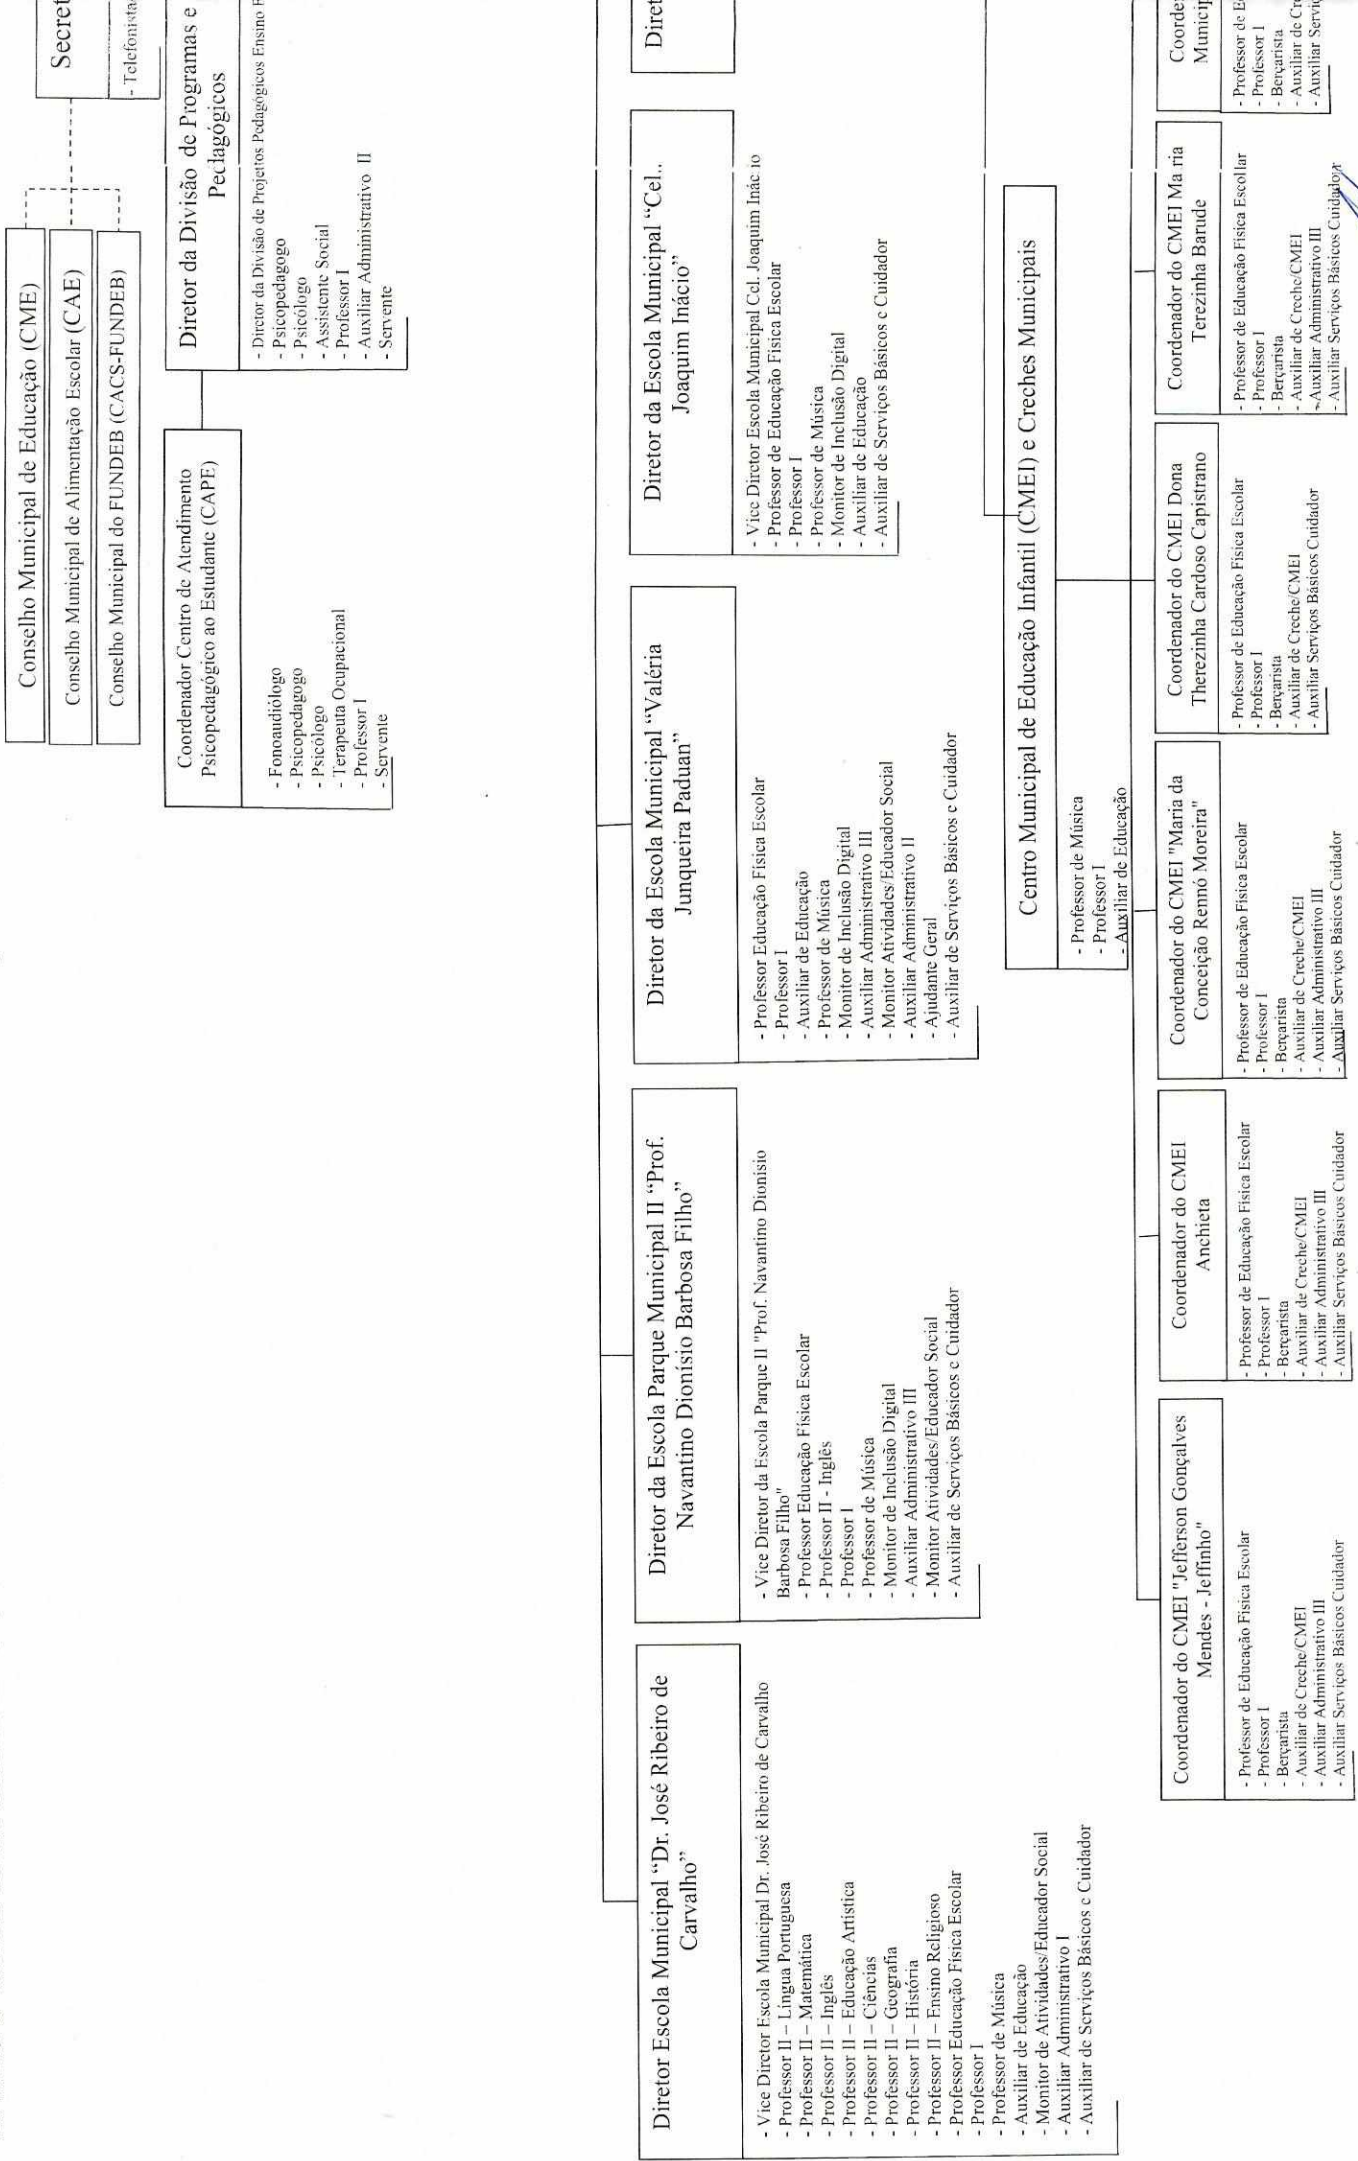 Conselho Municipal de Educação (CME)
Conselho Municipal de Alimentação Escolar (CAE)
Conselho Municipal do FUNDEB (CACS-FUNDEB)
- Telefonista
Coordenador Centro de Atendimento
Psicopedagógico ao Estudante (CAPE)
- Fonoaudiólogo
- Psicopedagogo
- Psicólogo
- Terapeuta Ocupacional
- Professor I
- Servente
Diretor da Divisão de Programas e
Pedagógicos
- Diretor da Divisão de Projetos Pedagógicos Ensino
- Psicopedagogo
- Psicólogo
- Assistente Social
- Professor I
- Auxiliar Administrativo II
- Servente
Diretor Escola Municipal “Dr. José Ribeiro de
Carvalho”
- Vice Diretor Escola Municipal Dr. José Ribeiro de Carvalho
- Professor II – Língua Portuguesa
- Professor II – Matemática
- Professor II – Inglês
- Professor II – Educação Artística
- Professor II – Ciências
- Professor II – Geografia
- Professor II – História
- Professor II – Ensino Religioso
- Professor Educação Física Escolar
- Professor I
- Professor de Música
- Auxiliar de Educação
- Monitor de Atividades/Educador Social
- Auxiliar Administrativo I
- Auxiliar de Serviços Básicos e Cuidador
Diretor da Escola Parque Municipal II “Prof.
Navantino Dionísio Barbosa Filho”
- Vice Diretor da Escola Parque II "Prof. Navantino Dionisio
Barbosa Filho"
- Professor Educação Física Escolar
- Professor II - Inglês
- Professor I
- Professor de Música
- Monitor de Inclusão Digital
- Auxiliar Administrativo III
- Monitor Atividades/Educador Social
- Auxiliar de Serviços Básicos e Cuidador
Diretor da Escola Municipal “Valéria
Junqueira Paduan”
- Professor Educação Física Escolar
- Professor I
- Auxiliar de Educação
- Professor de Música
- Monitor de Inclusão Digital
- Auxiliar Administrativo III
- Monitor Atividades/Educador Social
- Auxiliar Administrativo II
- Ajudante Geral
- Auxiliar de Serviços Básicos e Cuidador
Diretor da Escola Municipal “Cel..
Joaquim Inácio”
- Vice Diretor Escola Municipal Cel. Joaquim Inác io
- Professor de Educação Física Escolar
- Professor I
- Professor de Música
- Monitor de Inclusão Digital
- Auxiliar de Educação
- Auxiliar de Serviços Básicos e Cuidador
Centro Municipal de Educação Infantil (CMEI) e Creches Municipais
- Professor de Música
- Professor I
- Auxiliar de Educação
Coordenador do CMEI "Jefferson Gonçalves
Mendes - Jeffinho"
- Professor de Educação Física Escolar
- Professor I
- Berçarista
- Auxiliar de Creche/CMEI
- Auxiliar Administrativo III
- Auxiliar Serviços Básicos Cuidador
Coordenador do CMEI
Anchieta
- Professor de Educação Física Escolar
- Professor I
- Berçarista
- Auxiliar de Creche/CMEI
- Auxiliar Administrativo III
- Auxiliar Serviços Básicos Cuidador
Coordenador do CMEI "Maria da
Conceição Rennó Moreira"
- Professor de Educação Física Escolar
- Professor I
- Berçarista
- Auxiliar de Creche/CMEI
- Auxiliar Administrativo III
- Auxiliar Serviços Básicos Cuidador
Coordenador do CMEI Dona
Therezinha Cardoso Capistrano
- Professor de Educação Física Escolar
- Professor I
- Berçarista
- Auxiliar de Creche/CMEI
- Auxiliar Serviços Básicos Cuidador
Coordenador do CMEI Ma ria
Terezinha Barude
- Professor de Educação Física Escollar
- Professor I
- Berçarista
- Auxiliar de Creche/CMEI
- Auxiliar Administrativo III
- Auxiliar Serviços Básicos Cuidador
- Professor de
- Professor I
- Berçarista
- Auxiliar de
- Auxiliar